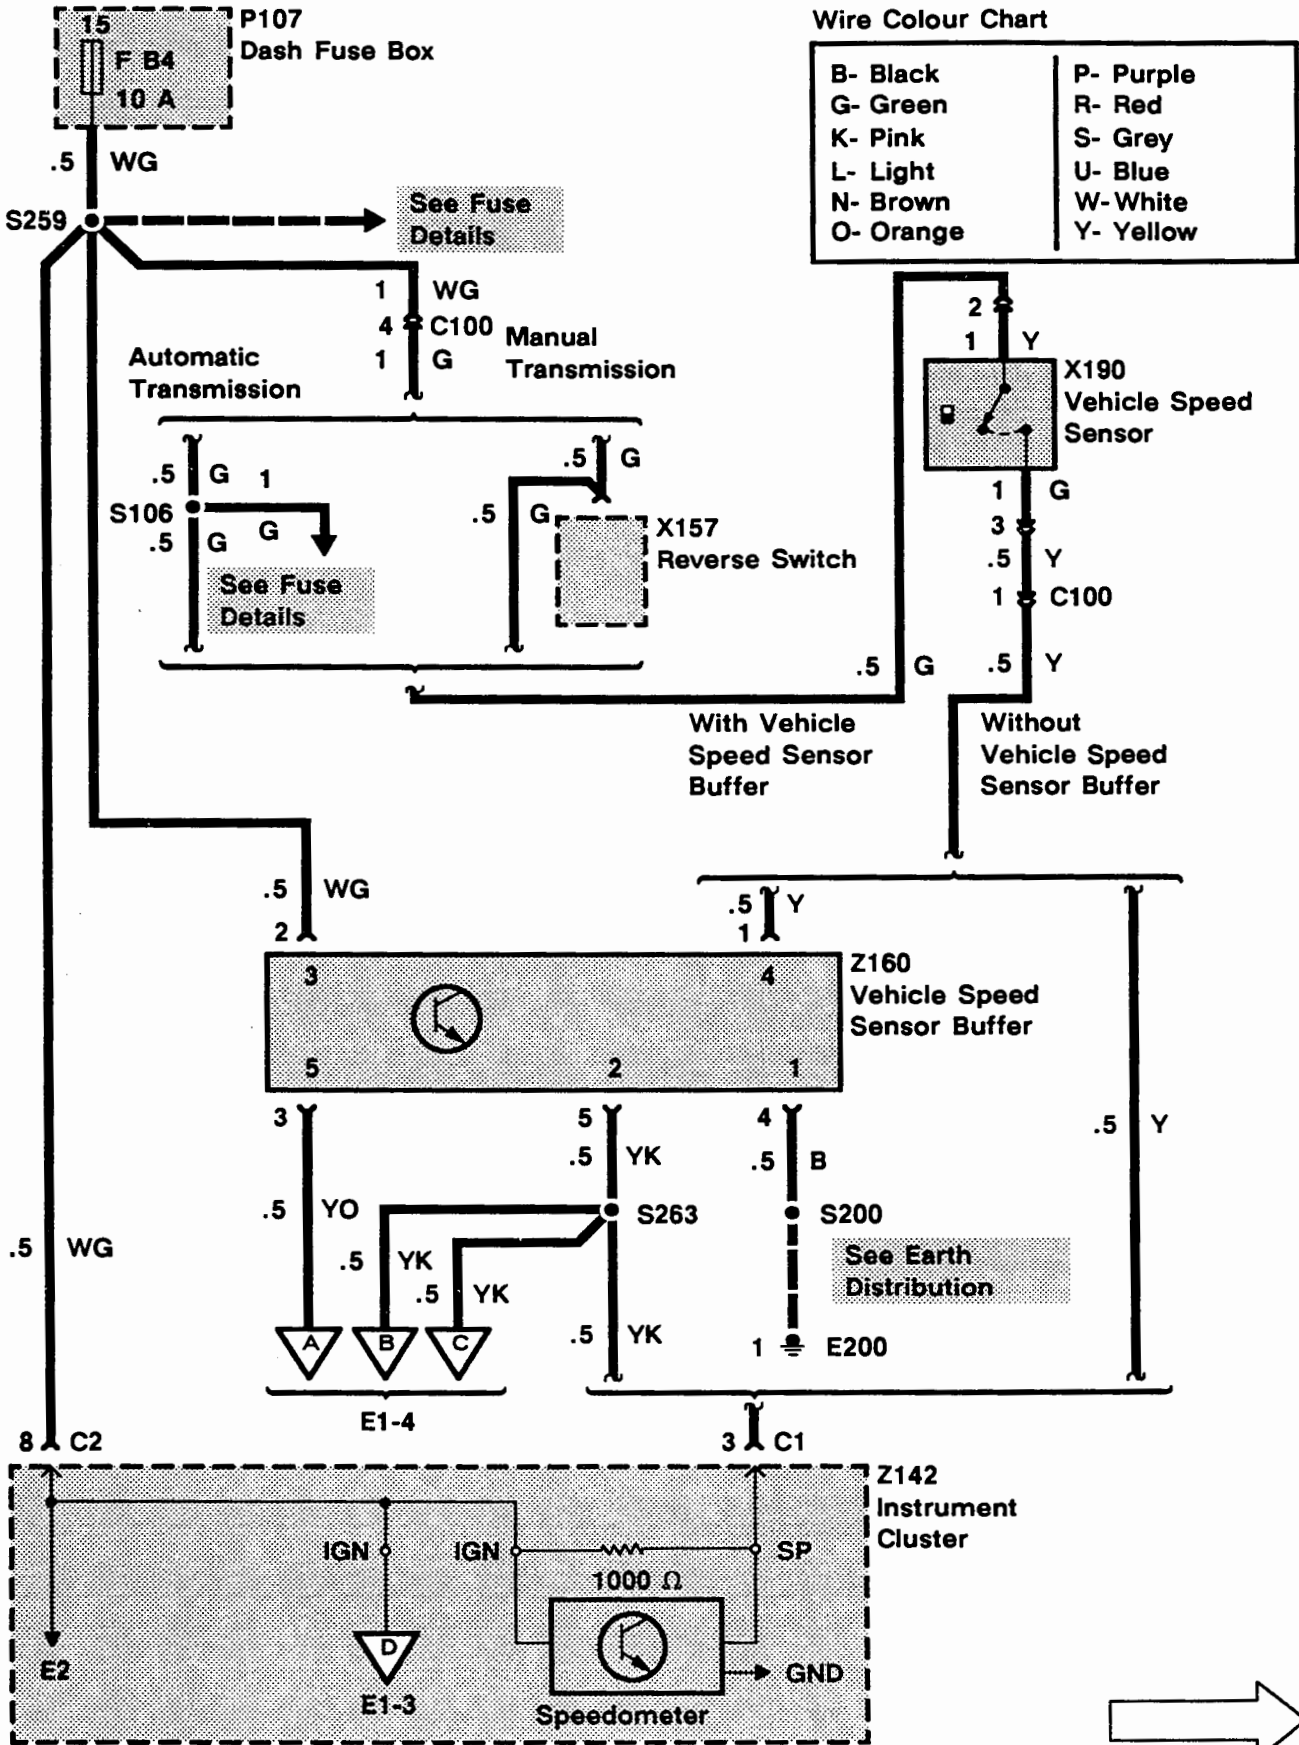 15
F B4
10 A
P107
Dash Fuse Box
.5 WG
S259
See Fuse
Details
Wire Colour Chart
B- Black
G- Green
K- Pink
L- Light
N- Brown
O- Orange
P- Purple
R- Red
S- Grey
U- Blue
W- White
Y- Yellow
1 WG
4 C100
1 G
Automatic
Transmission
Manual
Transmission
.5 G
1
S106
G
.5 G
See Fuse
Details
.5 G
.5 G
X157
Reverse Switch
2
1 Y
X190
Vehicle Speed
Sensor
1 G
3
.5 Y
1 C100
.5 G
.5 Y
With Vehicle
Speed Sensor
Buffer
Without
Vehicle Speed
Sensor Buffer
.5 WG
2
.5 Y
1
3
4
Z160
Vehicle Speed
Sensor Buffer
5
2
1
3
5
4
.5 YK
.5 B
.5 Y
.5 YO
S263
S200
.5 WG
.5 YK
.5 YK
See Earth
Distribution
.5 YK
1 E200
A
B
C
E1-4
8 C2
3 C1
Z142
Instrument
Cluster
IGN
IGN
SP
1000 Ω
D
E2
E1-3
GND
Speedometer